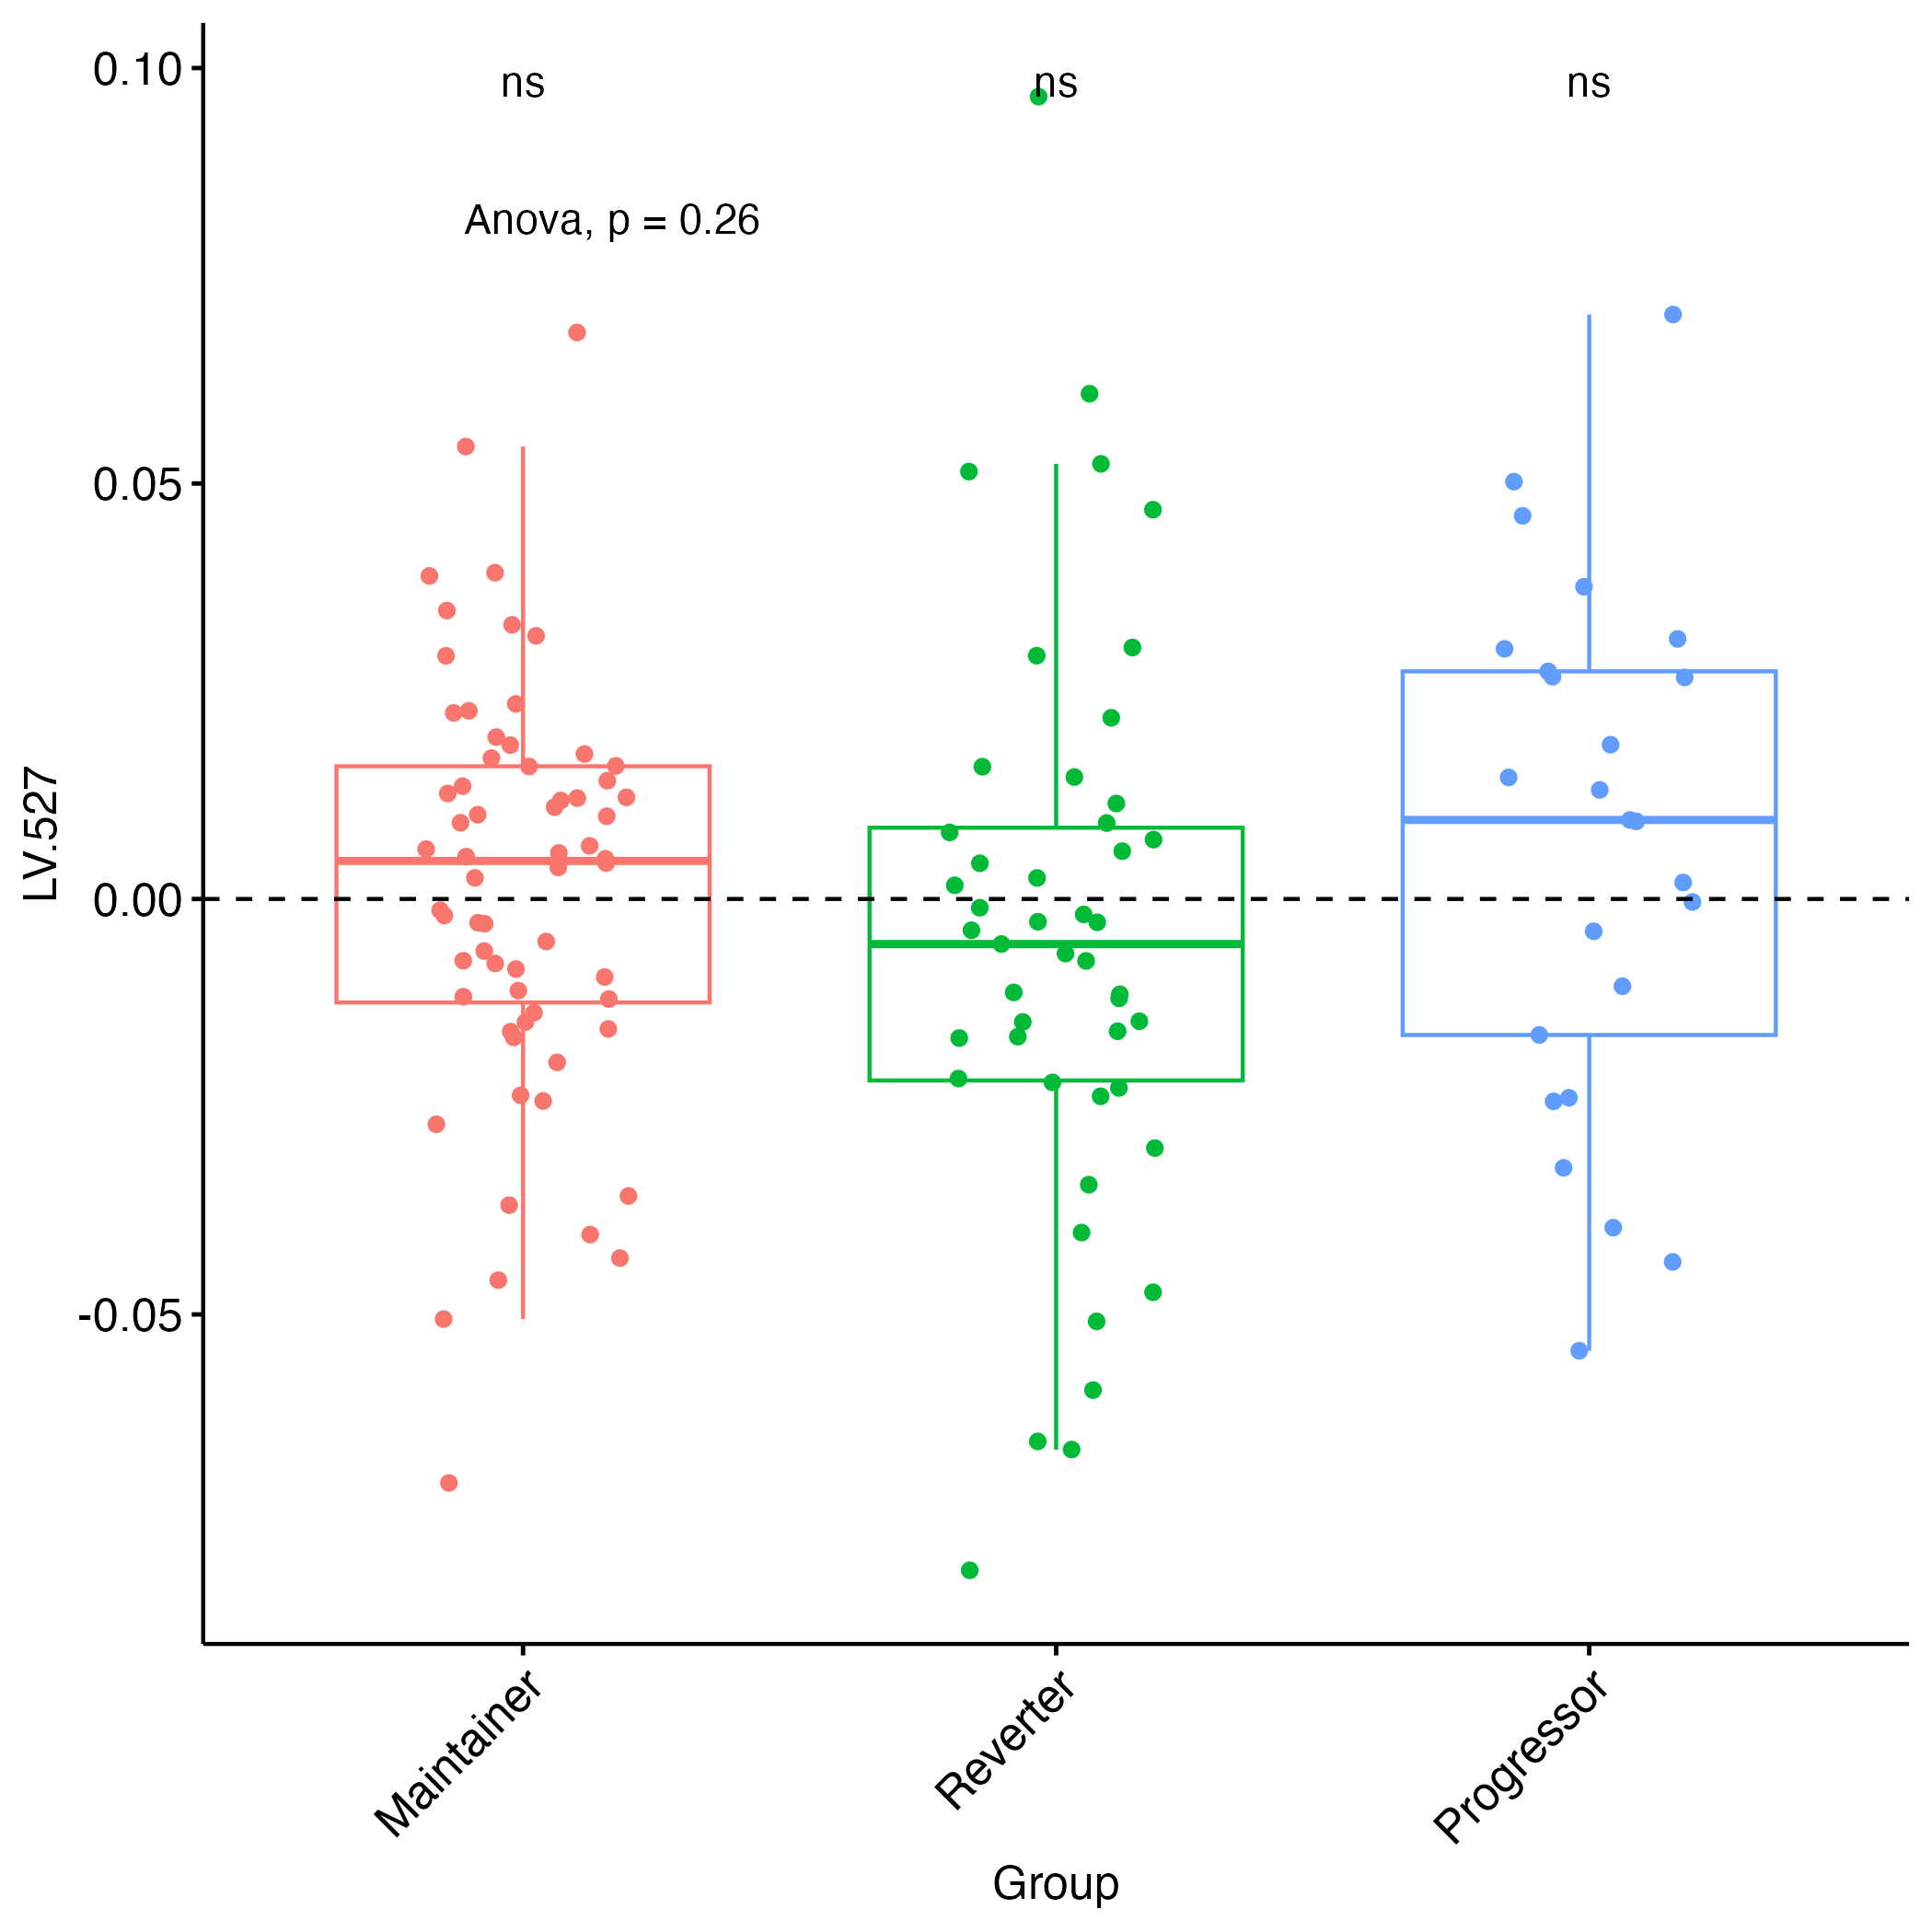 0.10
ns
ns
ns
Anova, p = 0.26
0.05
LV.527
0.00
-0.05
Maintainer
Reverter
Progressor
Group